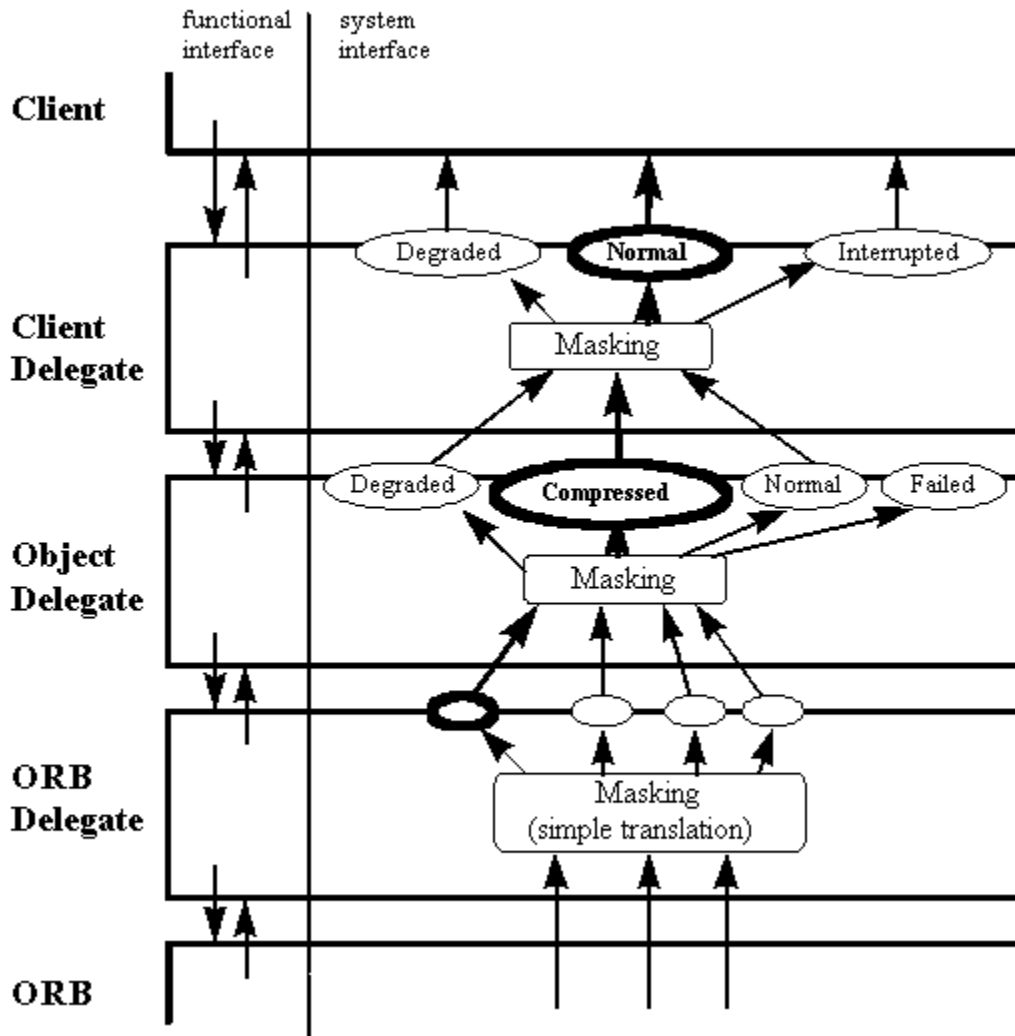 functional
interface
system
interface
Client
Degraded
Normal
Interrupted
Client
Delegate
Masking
Degraded
Compressed
Normal
Failed
Object
Delegate
Masking
ORB
Delegate
Masking
(simple translation)
ORB